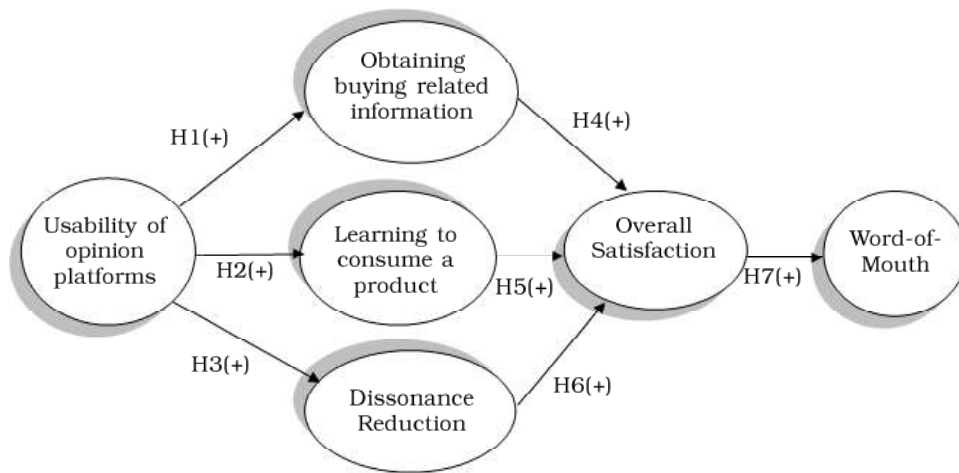 Obtaining
buying related
information
H1(+)
H4(+)
Usability of
opinion
platforms
H2(+)
Learning to
consume a
product
H5(+)
Overall
Satisfaction
H7(+)
Word-of-
Mouth
H3(+)
H6(+)
Dissonance
Reduction